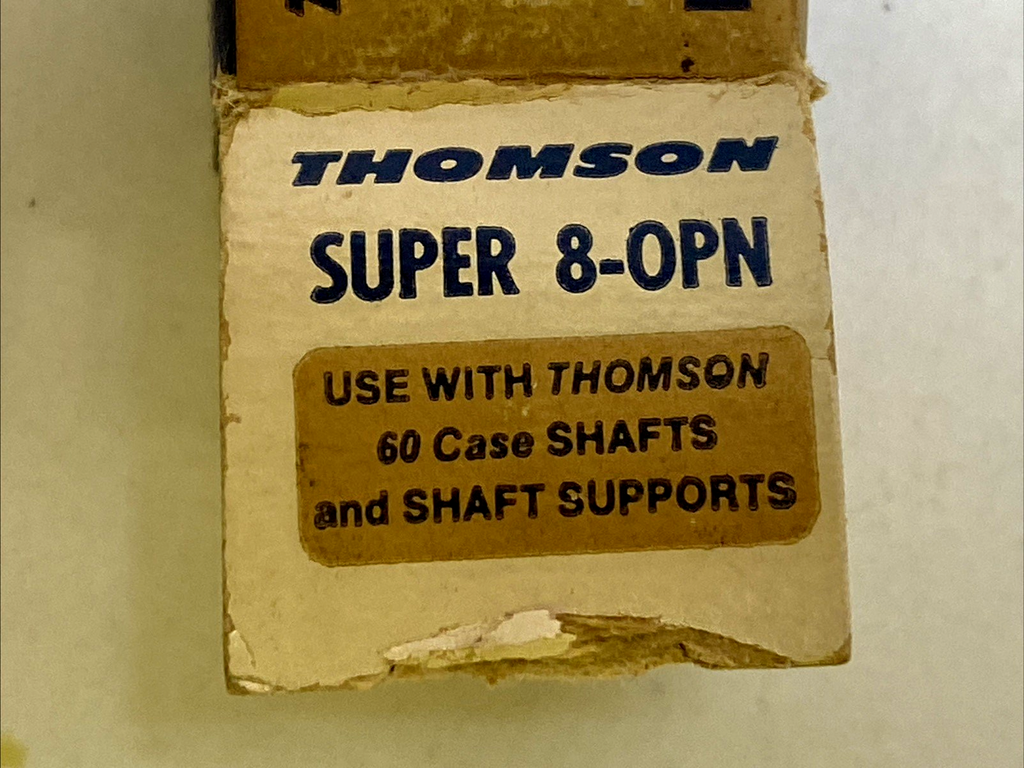 THOMSON
SUPER 8-OPN
USE WITH THOMSON
60 Case SHAFTS
and SHAFT SUPPORTS